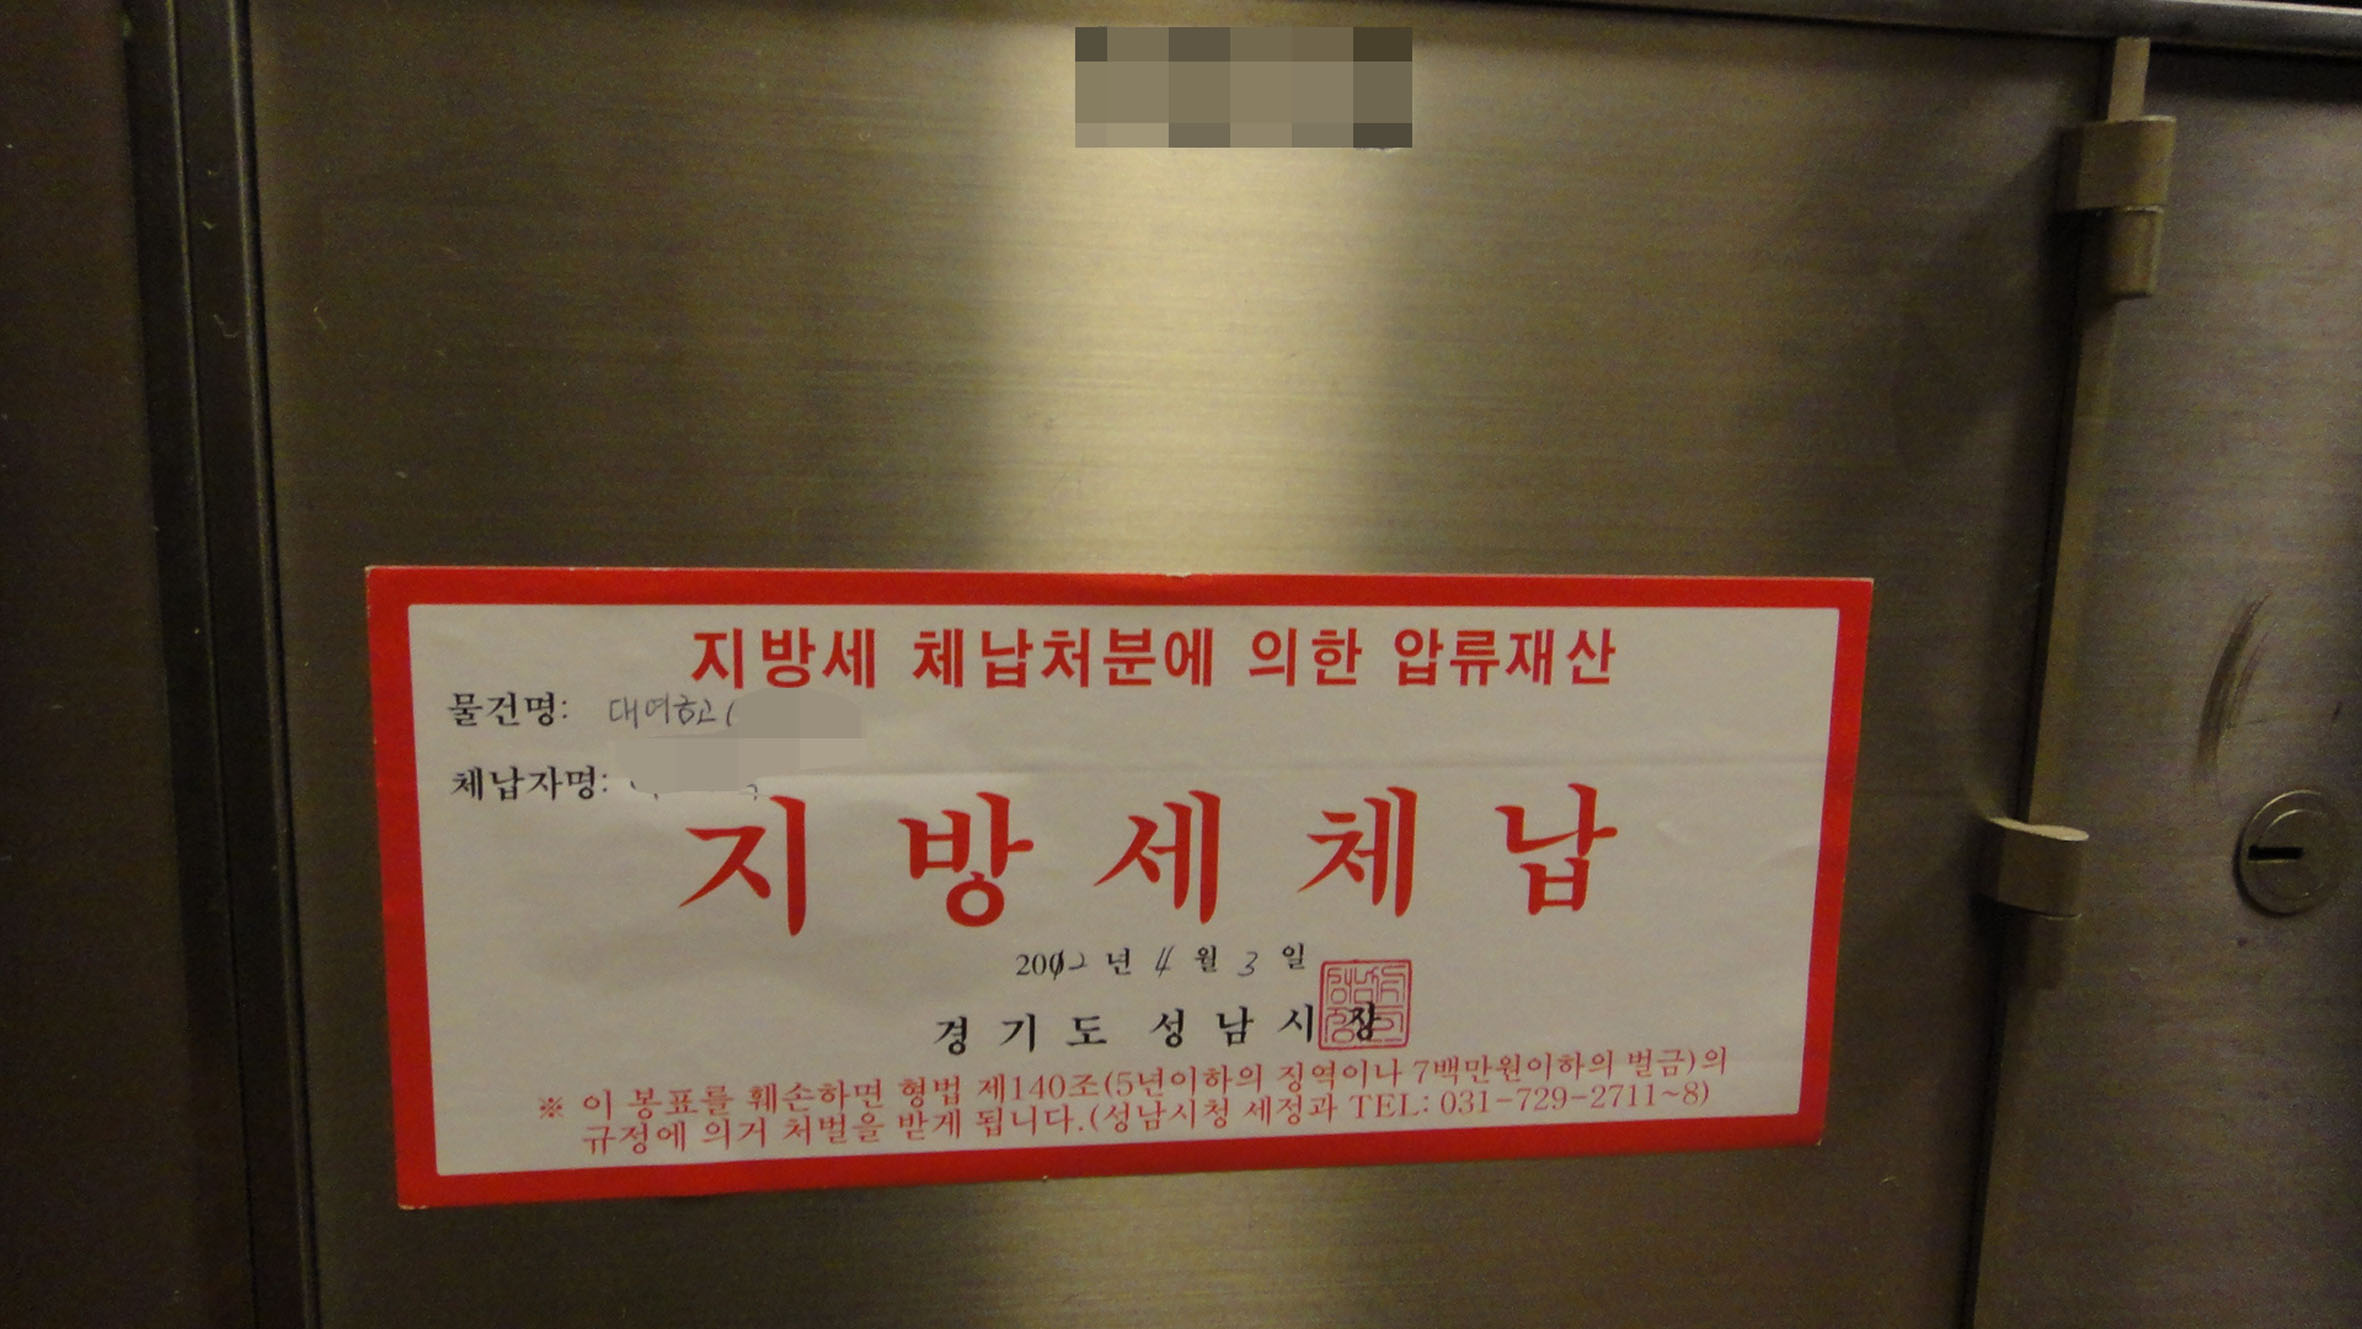 지방세 체납처분에 의한 압류재산
물건명: 대여금고(
체납자명:
지방세체납
2012년 4월 3일
경기도 성남시장
※ 이 봉표를 훼손하면 형법 제140조(5년이하의 징역이나 7백만원이하의 벌금)의
규정에 의거 처벌을 받게 됩니다.(성남시청 세정과 TEL: 031-729-2711~8)